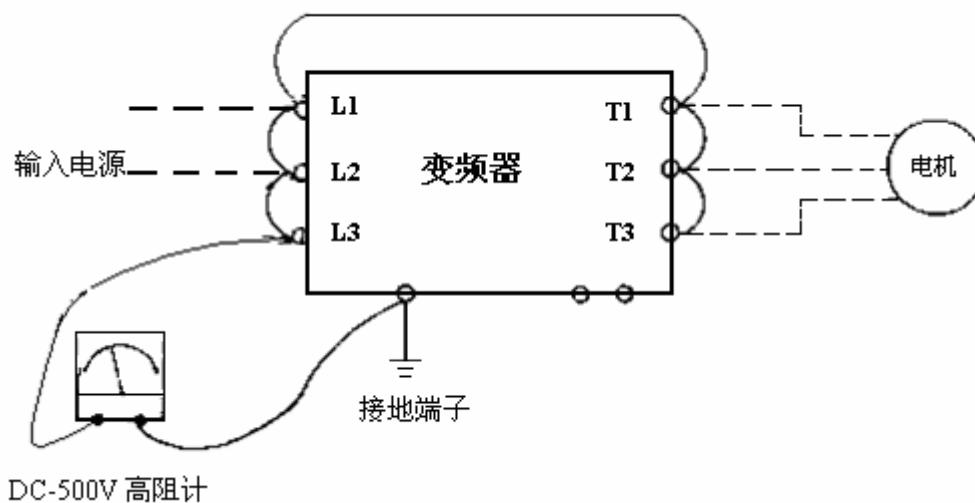 L1
T1
输入电源
L2
变频器
T2
电机
L3
T3
接地端子
DC-500V 高阻计